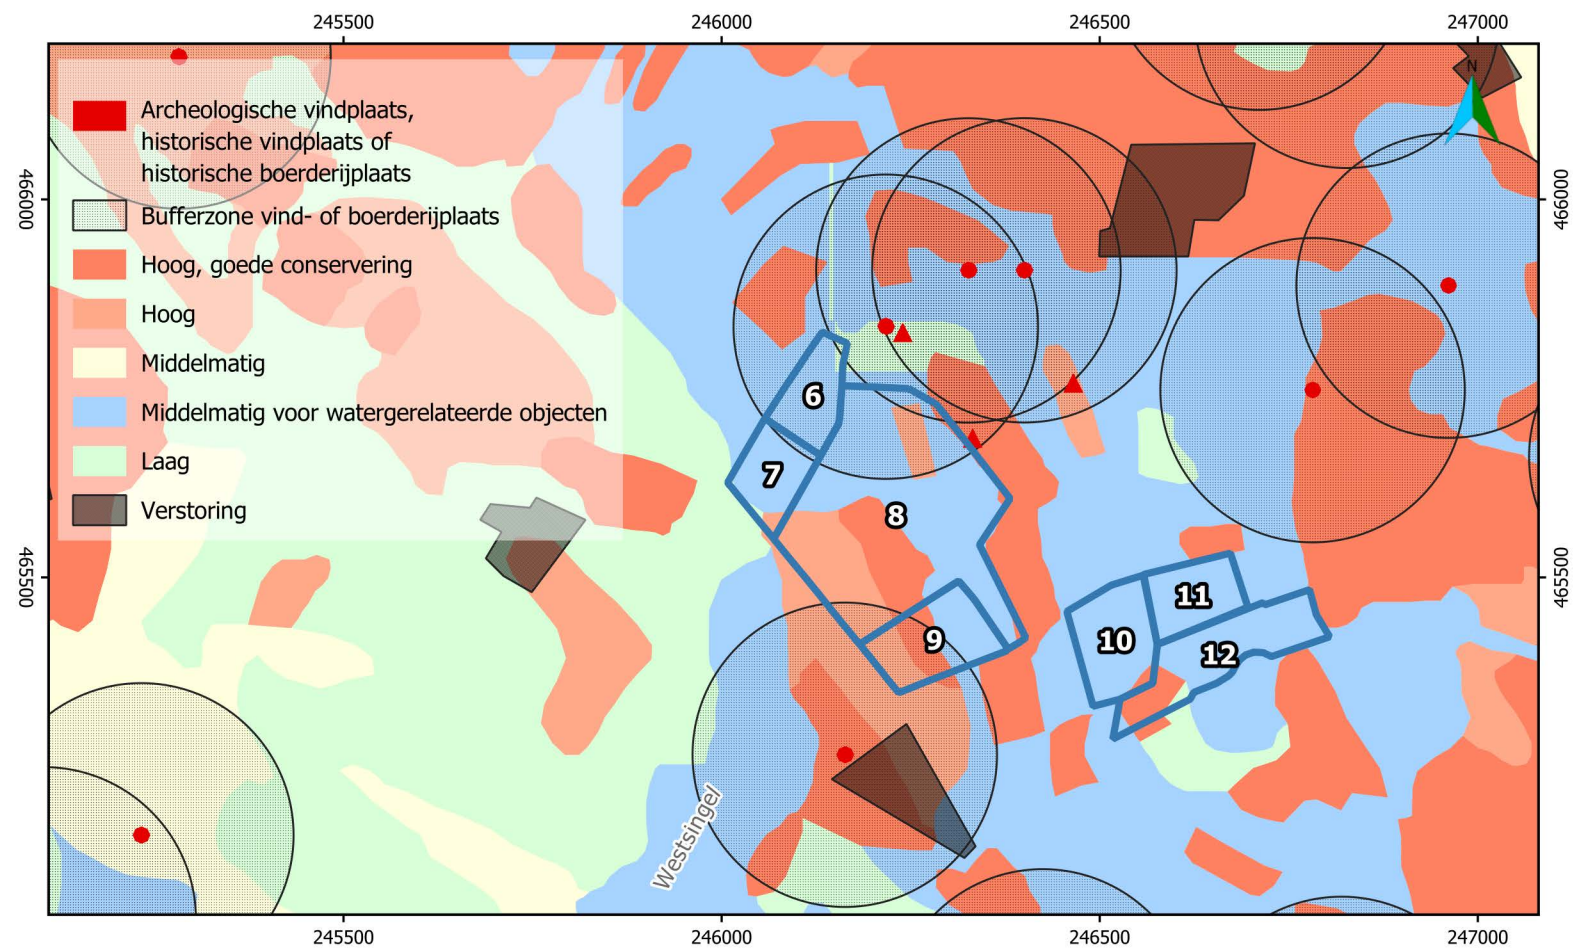 245500 246000 246500 247000
N
Archeologische vindplaats,
historische vindplaats of
historische boerderijplaats
Bufferzone vind- of boerderijplaats
Hoog, goede conservering
Hoog
Middelmatig
Middelmatig voor watergerelateerde objecten
Laag
Verstoring
466000
466000
465500
465500
6
7
8
9
10
11
12
Westsingel
245500 246000 246500 247000